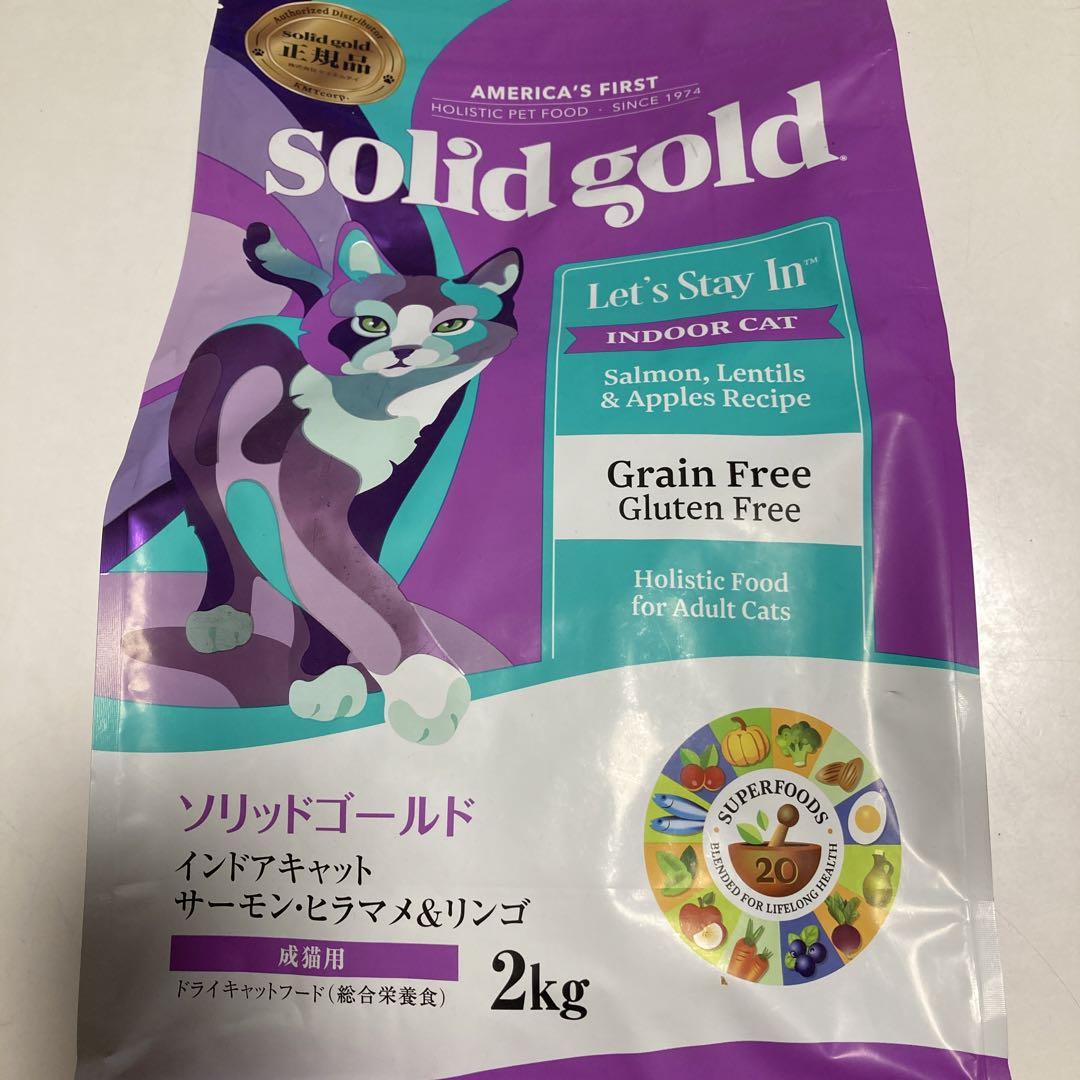 Authorized Distributor
solid gold
正規品
KMTcorp.
AMERICA'S FIRST
HOLISTIC PET FOOD · SINCE 1974
solid gold®
Let's Stay In™
INDOOR CAT
Salmon, Lentils
& Apples Recipe
Grain Free
Gluten Free
Holistic Food
for Adult Cats
SUPERFOODS
20
BLENDED FOR LIFELONG HEALTH
ソリッドゴールド
インドアキャット
サーモン・ヒラマメ&リンゴ
成猫用
ドライキャットフード(総合栄養食)
2kg